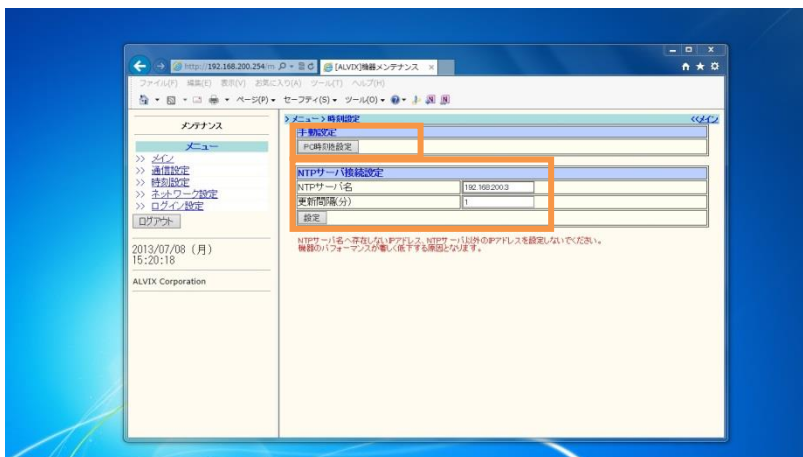 http://192.168.200.254/m
[ALVIX]機器メンテナンス
ファイル(F) 編集(E) 表示(V) お気に入り(A) ツール(T) ヘルプ(H)
ページ(P) セーフティ(S) ツール(O)
メンテナンス
メニュー
>> メイン
>> 通信設定
>> 時刻設定
>> ネットワーク設定
>> ログイン設定
ログアウト
2013/07/08 (月)
15:20:18
ALVIX Corporation
> メニュー > 時刻設定
<<メイン
手動設定
PC時刻を設定
NTPサーバ接続設定
NTPサーバ名 192.168.200.3
更新間隔(分) 1
設定
NTPサーバ名へ存在しないIPアドレス、NTPサーバ以外のIPアドレスを設定しないでください。
機器のパフォーマンスが著しく低下する原因となります。